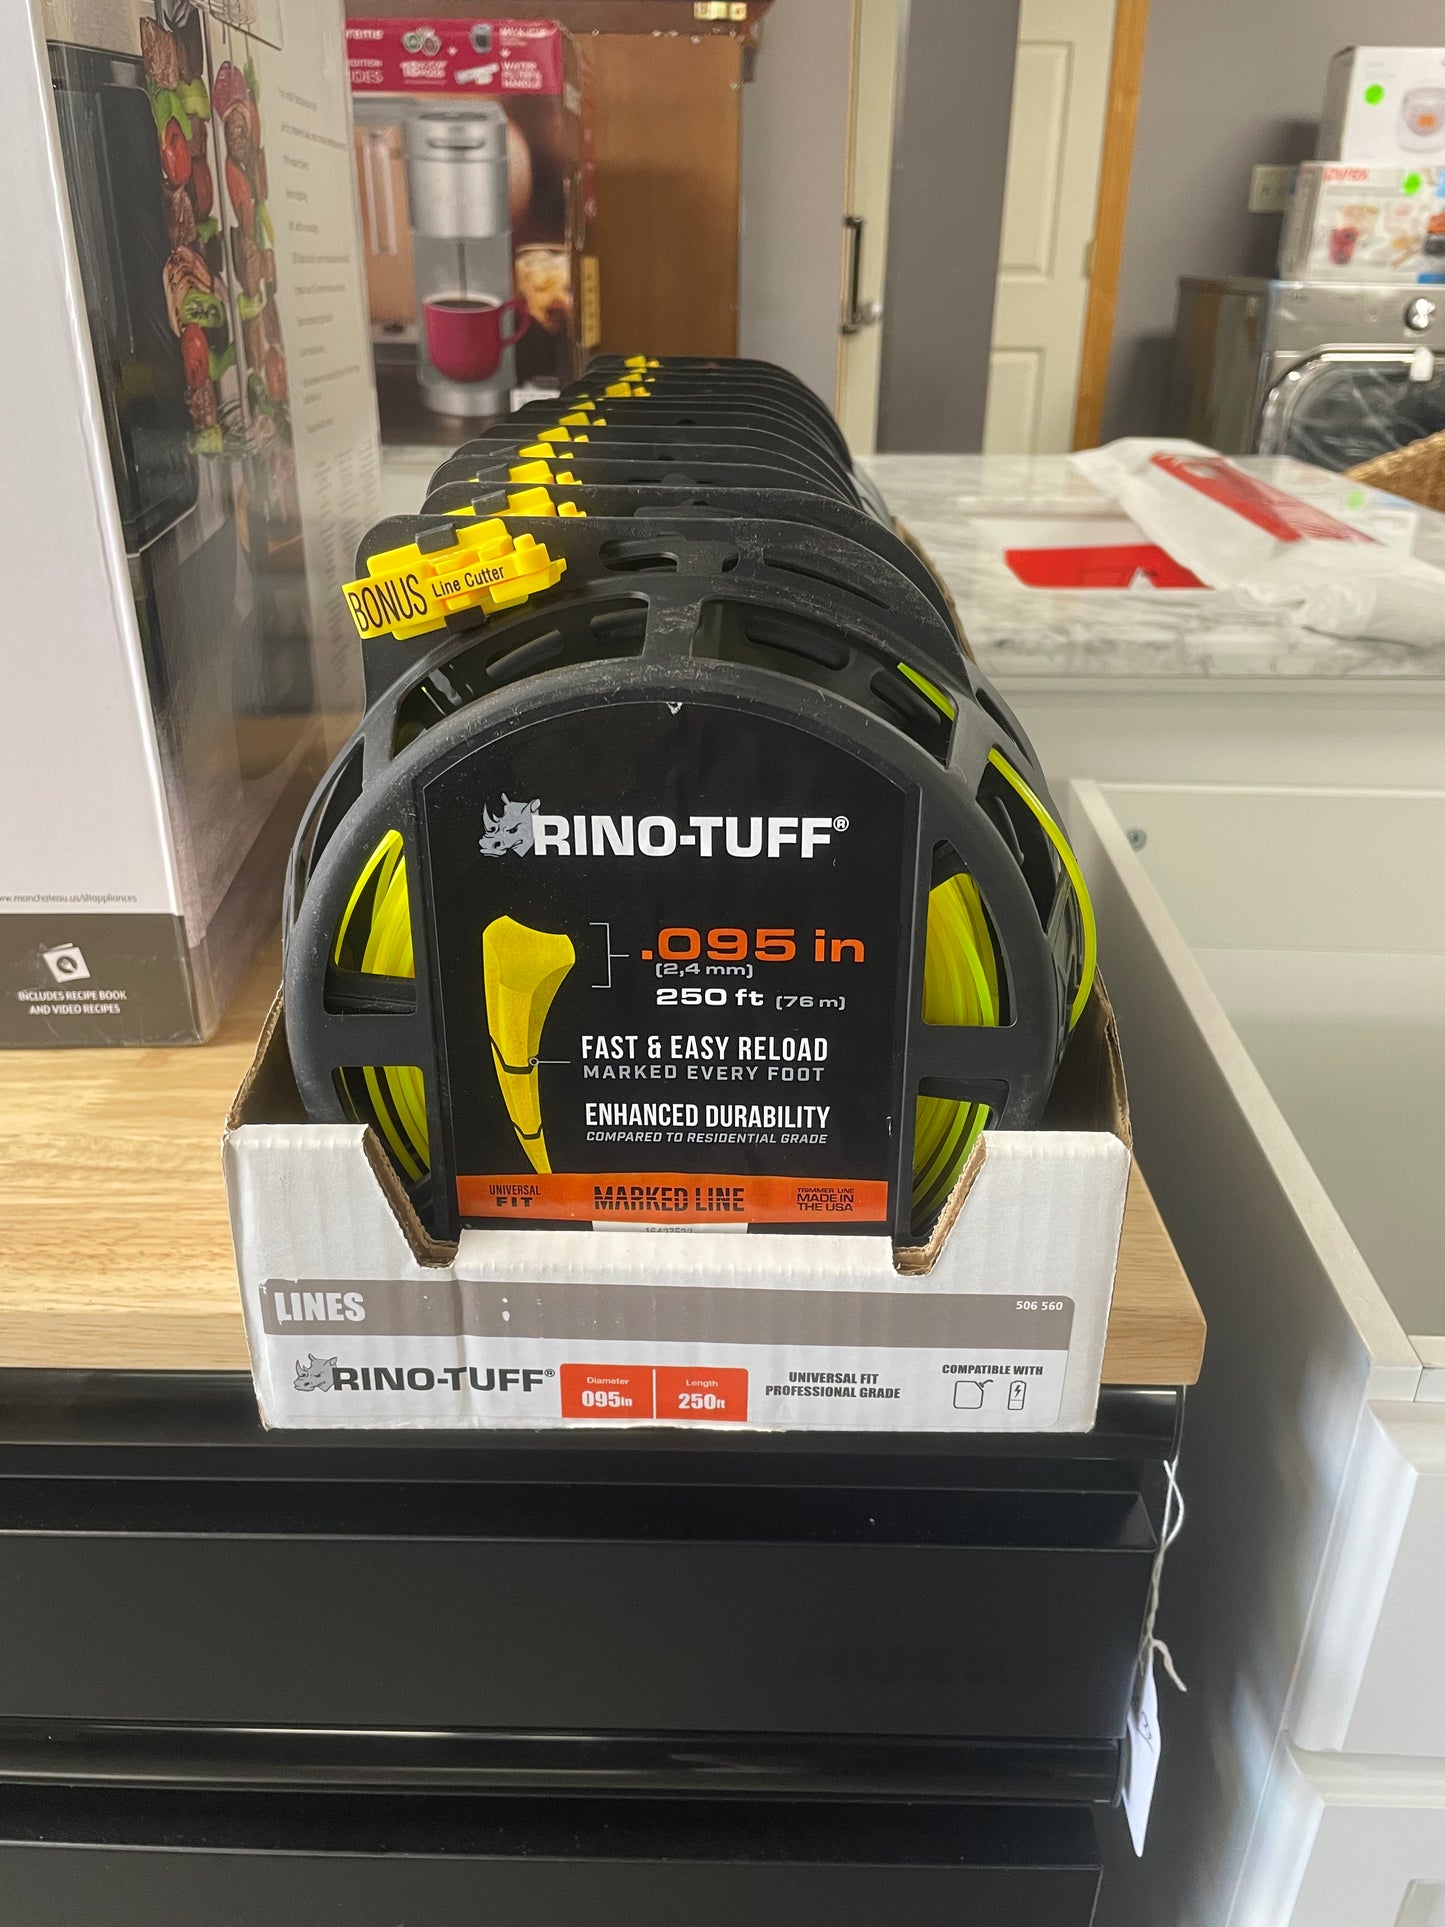 BONUS Line Cutter
RINO-TUFF®
.095 in
(2,4 mm)
250 ft (76 m)
FAST & EASY RELOAD
MARKED EVERY FOOT
ENHANCED DURABILITY
COMPARED TO RESIDENTIAL GRADE
UNIVERSAL
FIT
MARKED LINE
TRIMMER LINE
MADE IN
THE USA
LINES
506 560
RINO-TUFF®
Diameter
095in
Length
250ft
UNIVERSAL FIT
PROFESSIONAL GRADE
COMPATIBLE WITH
INCLUDES RECIPE BOOK
AND VIDEO RECIPES